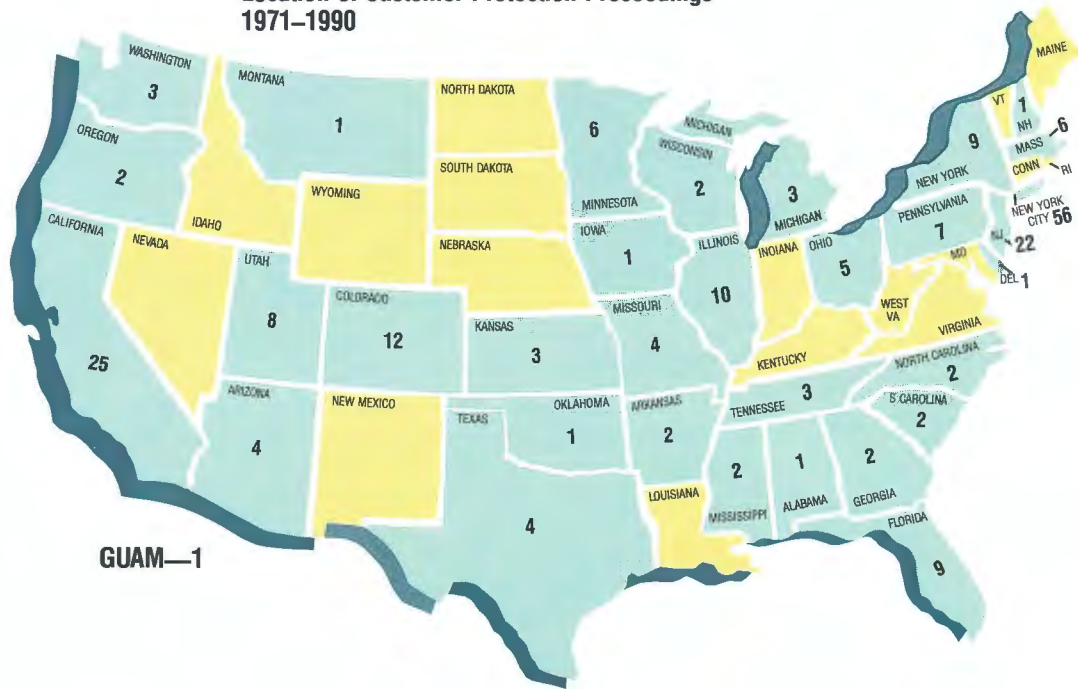 1971–1990
WASHINGTON
3
MONTANA
1
NORTH DAKOTA
6
MINNESOTA
MICHIGAN
WISCONSIN
2
3
MICHIGAN
MAINE
VT
1
NH
9
NEW YORK
MASS
6
CONN
RI
OREGON
2
IDAHO
WYOMING
SOUTH DAKOTA
NEW YORK
CITY 56
PENNSYLVANIA
7
NJ
22
CALIFORNIA
25
NEVADA
UTAH
8
NEBRASKA
IOWA
1
ILLINOIS
10
INDIANA
OHIO
5
MD
DEL 1
WEST
VA
VIRGINIA
COLORADO
12
KANSAS
3
MISSOURI
4
KENTUCKY
NORTH CAROLINA
2
TENNESSEE
3
S CAROLINA
2
ARIZONA
4
NEW MEXICO
TEXAS
4
OKLAHOMA
1
ARKANSAS
2
LOUISIANA
2
MISSISSIPPI
1
ALABAMA
2
GEORGIA
FLORIDA
9
GUAM—1